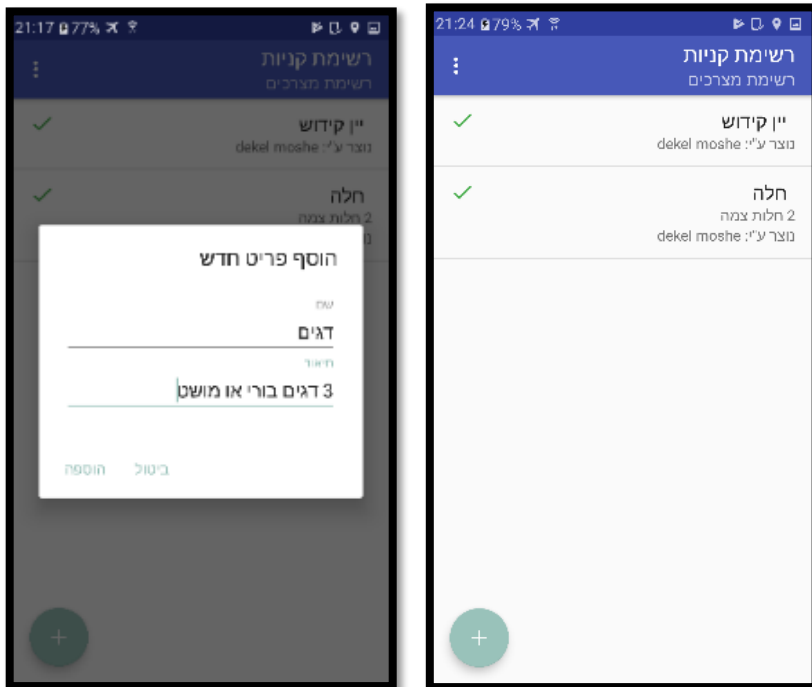 21:17 77%
רשימת קניות
רשימת מצרכים
יין קידוש
נוצר ע"י: dekel moshe
חלה
2 חלות צמה
הוסף פריט חדש
שם
דגים
תיאור
3 דגים בורי או מושט
ביטול
הוספה
+
21:24 79%
רשימת קניות
רשימת מצרכים
יין קידוש
נוצר ע"י: dekel moshe
חלה
2 חלות צמה
נוצר ע"י: dekel moshe
+